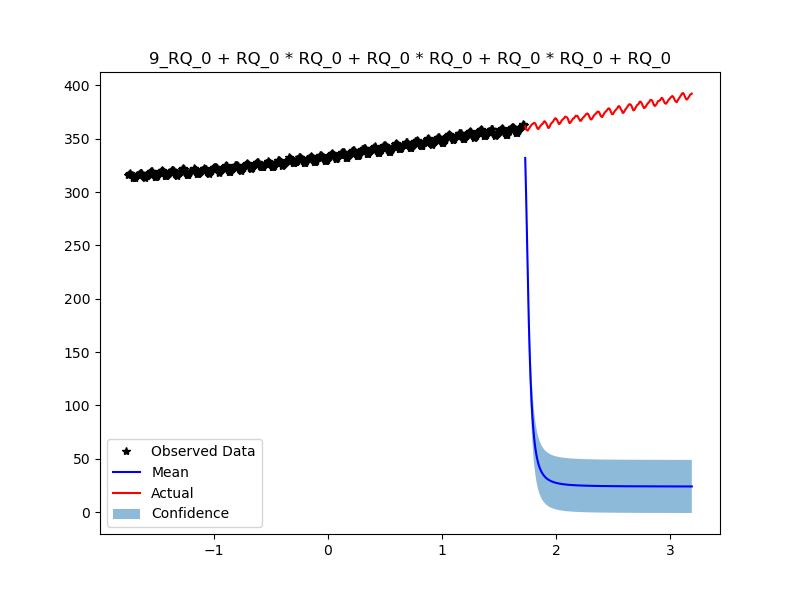 9_RQ_0 + RQ_0 * RQ_0 + RQ_0 * RQ_0 + RQ_0 * RQ_0 + RQ_0
400
350
300
250
200
150
100
50
0
Observed Data
Mean
Actual
Confidence
−1
0
1
2
3